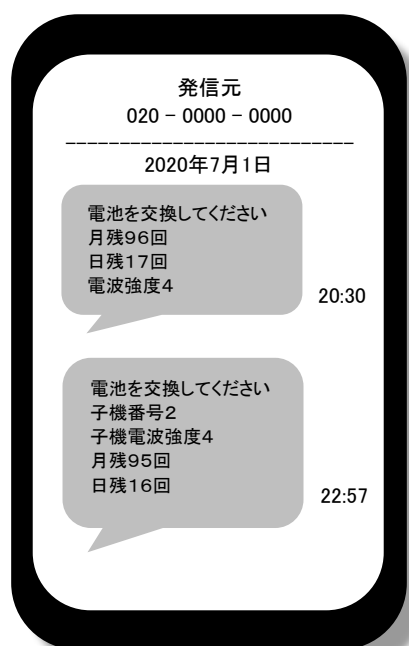 発信元
020 - 0000 - 0000
2020年7月1日
電池を交換してください
月残96回
日残17回
電波強度4
20:30
電池を交換してください
子機番号2
子機電波強度4
月残95回
日残16回
22:57